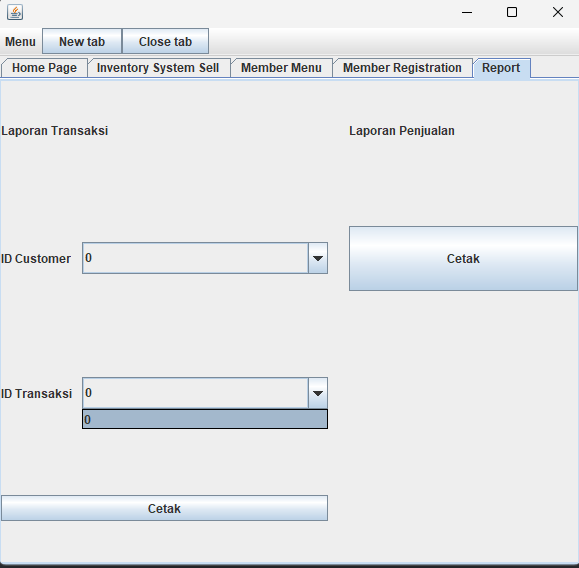 Menu New tab Close tab
Home Page Inventory System Sell Member Menu Member Registration Report
Laporan Transaksi Laporan Penjualan
ID Customer 0 Cetak
ID Transaksi 0
0
Cetak